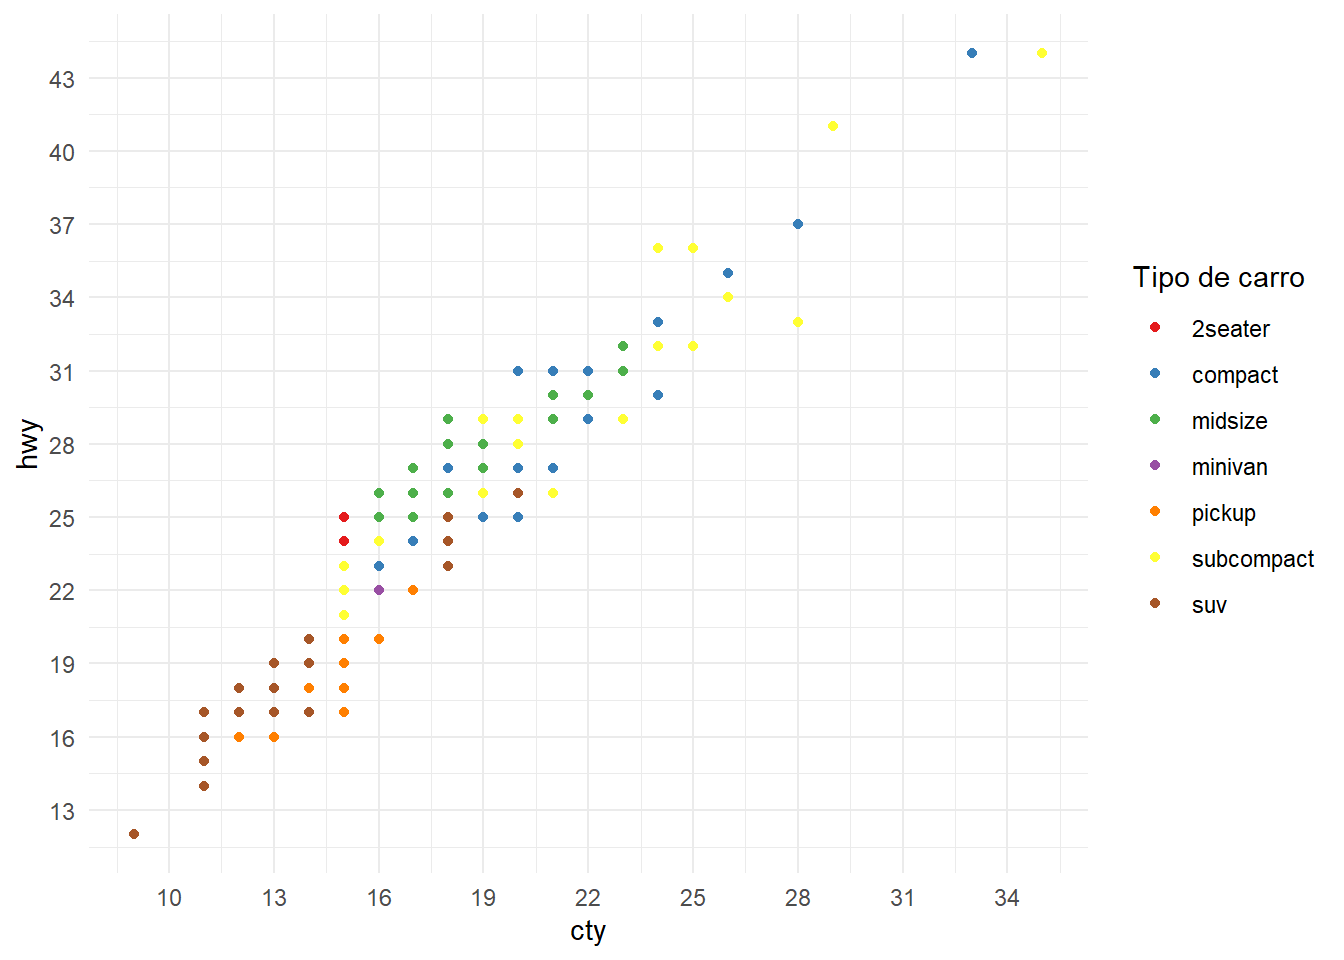 43
40
37
34
31
28
25
22
19
16
13
hwy
10 13 16 19 22 25 28 31 34
cty
Tipo de carro
2seater
compact
midsize
minivan
pickup
subcompact
suv